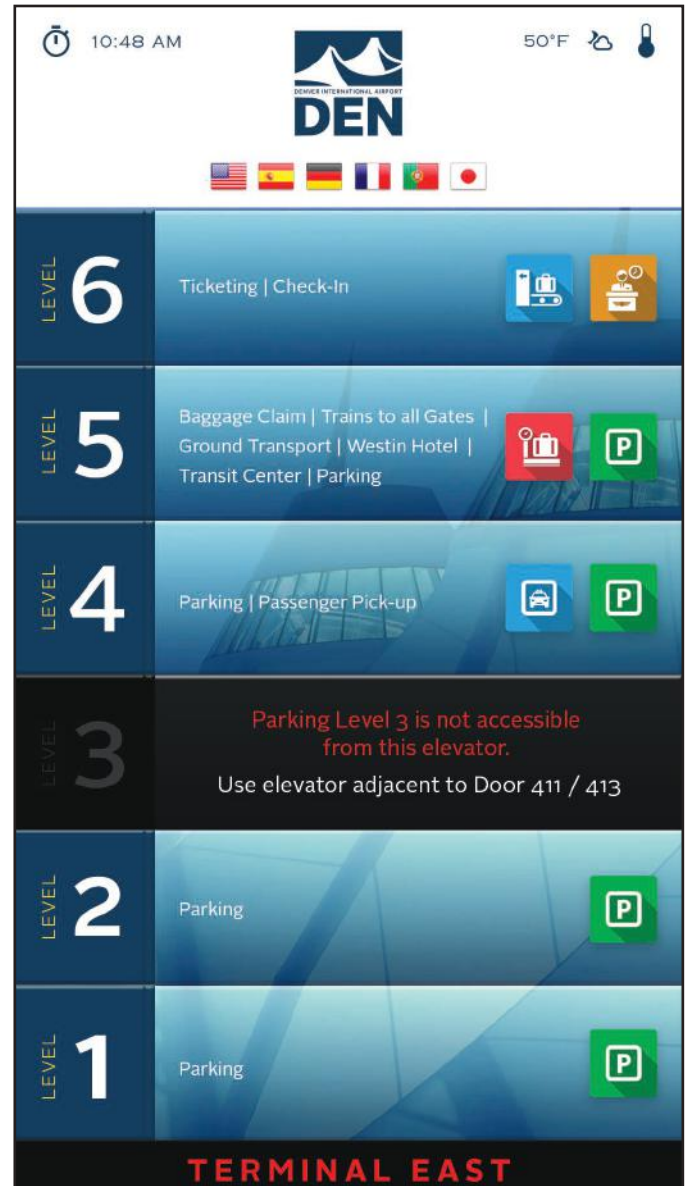 10:48 AM
50°F
DENVER INTERNATIONAL AIRPORT
DEN
LEVEL 6
Ticketing | Check-In
LEVEL 5
Baggage Claim | Trains to all Gates |
Ground Transport | Westin Hotel |
Transit Center | Parking
P
LEVEL 4
Parking | Passenger Pick-up
P
LEVEL 3
Parking Level 3 is not accessible
from this elevator.
Use elevator adjacent to Door 411 / 413
LEVEL 2
Parking
P
LEVEL 1
Parking
P
TERMINAL EAST